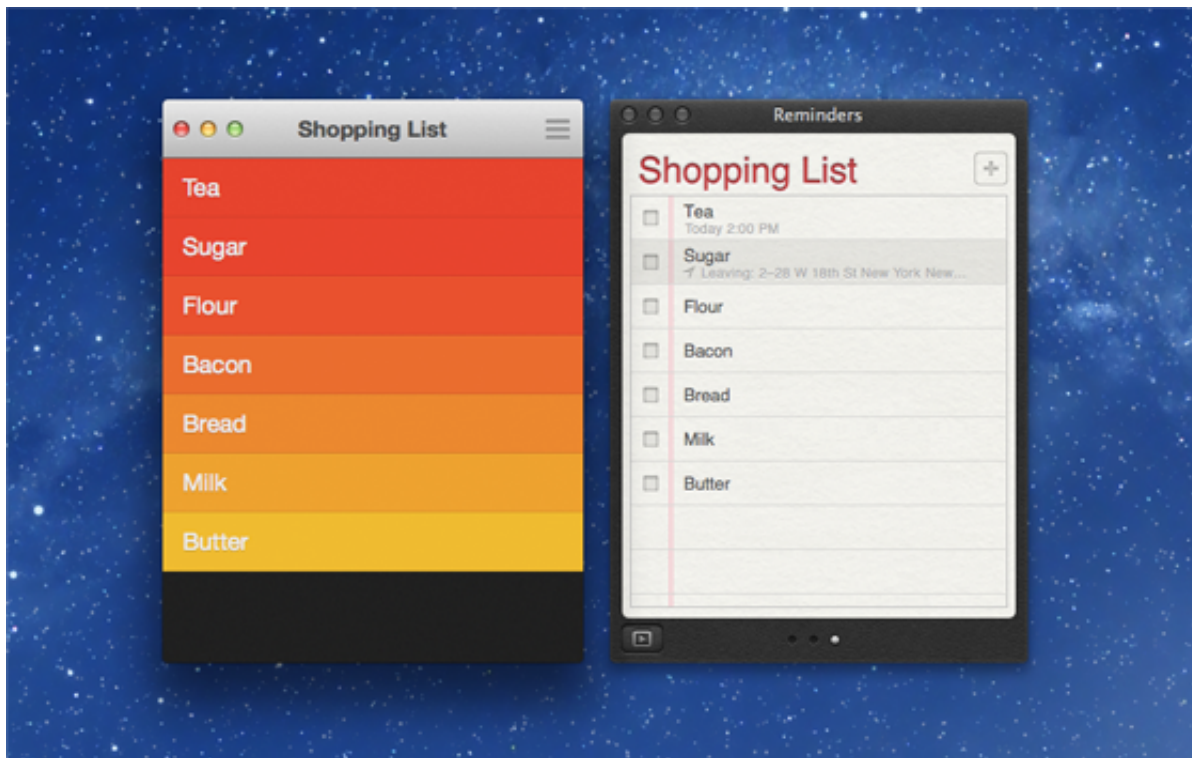 Shopping List
Tea
Sugar
Flour
Bacon
Bread
Milk
Butter
Reminders
Shopping List
Tea
Today 2:00 PM
Sugar
Leaving: 2–28 W 18th St New York New...
Flour
Bacon
Bread
Milk
Butter